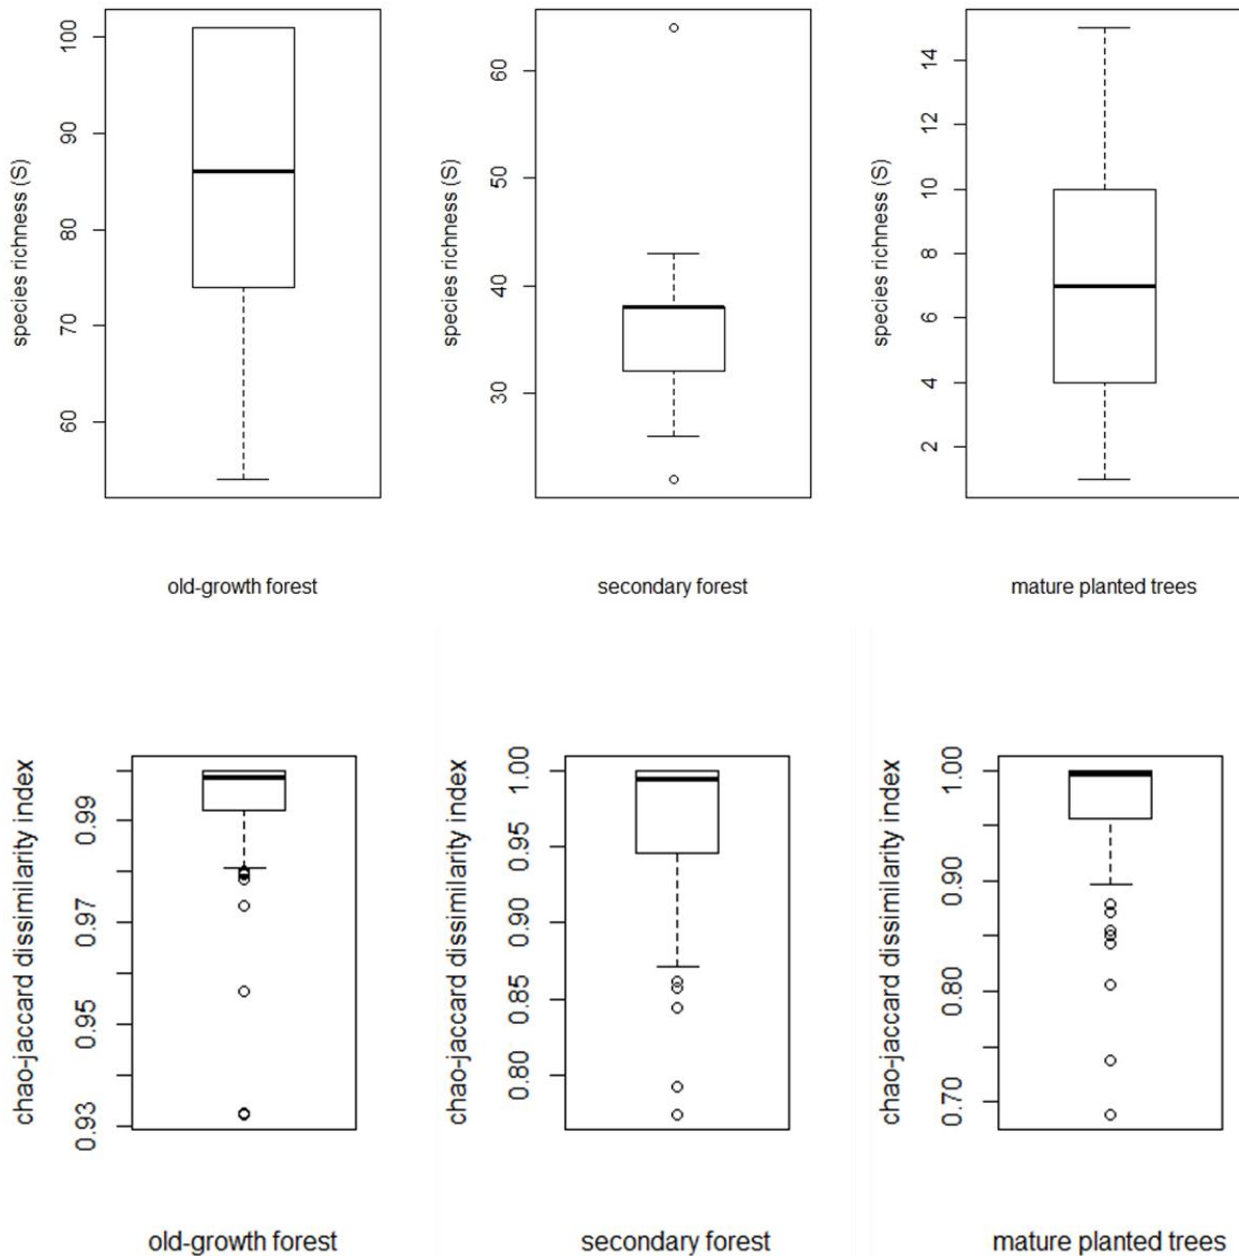 species richness (S)
100
90
80
70
60
old-growth forest
species richness (S)
60
50
40
30
secondary forest
species richness (S)
14
12
10
8
6
4
2
mature planted trees
chao-jaccard dissimilarity index
0.99
0.97
0.95
0.93
old-growth forest
chao-jaccard dissimilarity index
1.00
0.95
0.90
0.85
0.80
secondary forest
chao-jaccard dissimilarity index
1.00
0.90
0.80
0.70
mature planted trees